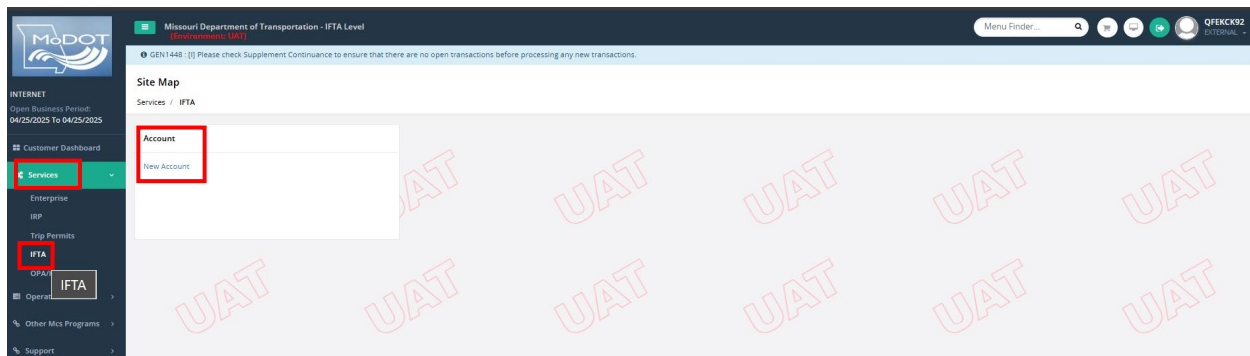 MoDOT
Missouri Department of Transportation - IFTA Level
[Environment: UAT]
Menu Finder...
QFEKCK92
EXTERNAL
GEN1448 : [I] Please check Supplement Continuance to ensure that there are no open transactions before processing any new transactions.
INTERNET
Open Business Period:
04/25/2025 To 04/25/2025
Site Map
Services / IFTA
Customer Dashboard
Services
Enterprise
IRP
Trip Permits
IFTA
OPA/
IFTA
Operat
Other Mcs Programs
Support
Account
New Account
UAT UAT UAT UAT UAT
UAT UAT UAT UAT UAT UAT